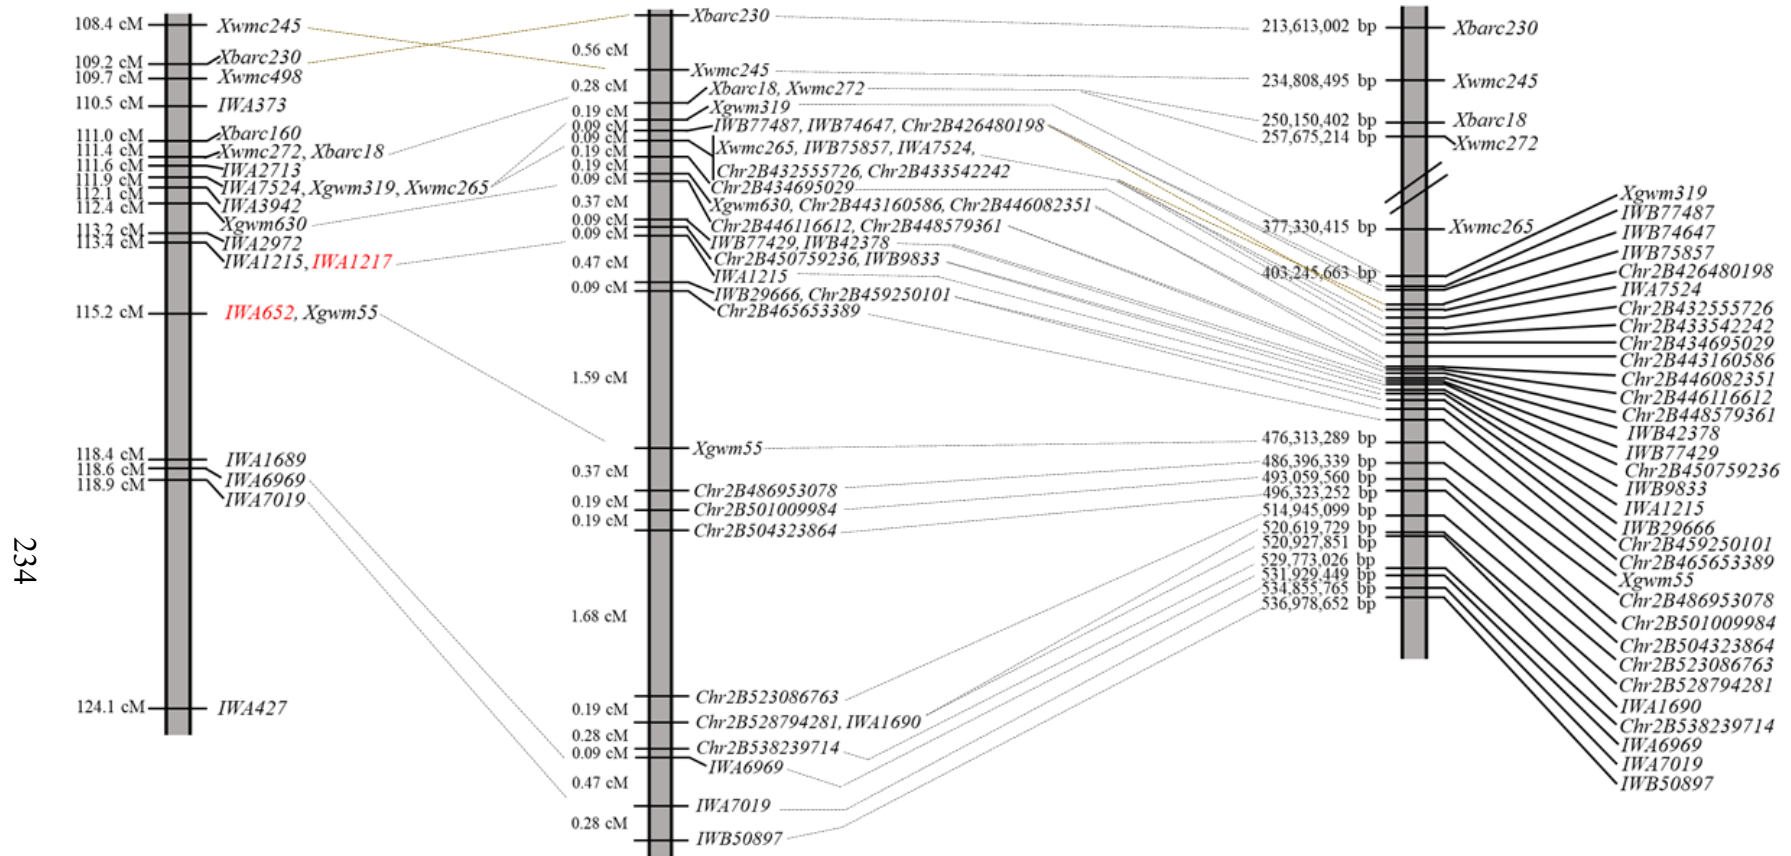 108.4 cM Xwmc245
109.2 cM Xbarc230
109.7 cM Xwmc498
110.5 cM IWA373
111.0 cM Xbarc160
111.4 cM Xwmc272, Xbarc18
111.6 cM IWA2713
111.9 cM IWA7524, Xgwm319, Xwmc265
112.1 cM IWA3942
112.4 cM Xgwm630
113.2 cM IWA2972
113.4 cM IWA1215, IWA1217
115.2 cM IWA652, Xgwm55
118.4 cM IWA1689
118.6 cM IWA6969
118.9 cM IWA7019
124.1 cM IWA427
234
Xbarc230
0.56 cM
Xwmc245
0.28 cM
Xbarc18, Xwmc272
0.19 cM
Xgwm319
0.09 cM
IWB77487, IWB74647, Chr2B426480198
0.09 cM
Xwmc265, IWB75857, IWA7524,
Chr2B432555726, Chr2B433542242
0.19 cM
Chr2B434695029
0.19 cM
Xgwm630, Chr2B443160586, Chr2B446082351
0.09 cM
Chr2B446116612, Chr2B448579361
0.37 cM
IWB77429, IWB42378
0.09 cM
Chr2B450759236, IWB9833
0.09 cM
IWA1215
0.47 cM
IWB29666, Chr2B459250101
0.09 cM
Chr2B465653389
1.59 cM
Xgwm55
0.37 cM
Chr2B486953078
0.19 cM
Chr2B501009984
0.19 cM
Chr2B504323864
1.68 cM
Chr2B523086763
0.19 cM
Chr2B528794281, IWA1690
0.28 cM
Chr2B538239714
0.09 cM
IWA6969
0.47 cM
IWA7019
0.28 cM
IWB50897
213,613,002 bp Xbarc230
234,808,495 bp Xwmc245
250,150,402 bp Xbarc18
257,675,214 bp Xwmc272
377,330,415 bp Xwmc265
403,245,663 bp
476,313,289 bp
486,396,339 bp
493,059,560 bp
496,323,252 bp
514,945,099 bp
520,619,729 bp
520,927,851 bp
529,773,026 bp
531,929,449 bp
534,855,765 bp
536,978,652 bp
Xgwm319
IWB77487
IWB74647
IWB75857
Chr2B426480198
IWA7524
Chr2B432555726
Chr2B433542242
Chr2B434695029
Chr2B443160586
Chr2B446082351
Chr2B446116612
Chr2B448579361
IWB42378
IWB77429
Chr2B450759236
IWB9833
IWA1215
IWB29666
Chr2B459250101
Chr2B465653389
Xgwm55
Chr2B486953078
Chr2B501009984
Chr2B504323864
Chr2B523086763
Chr2B528794281
IWA1690
Chr2B538239714
IWA6969
IWA7019
IWB50897